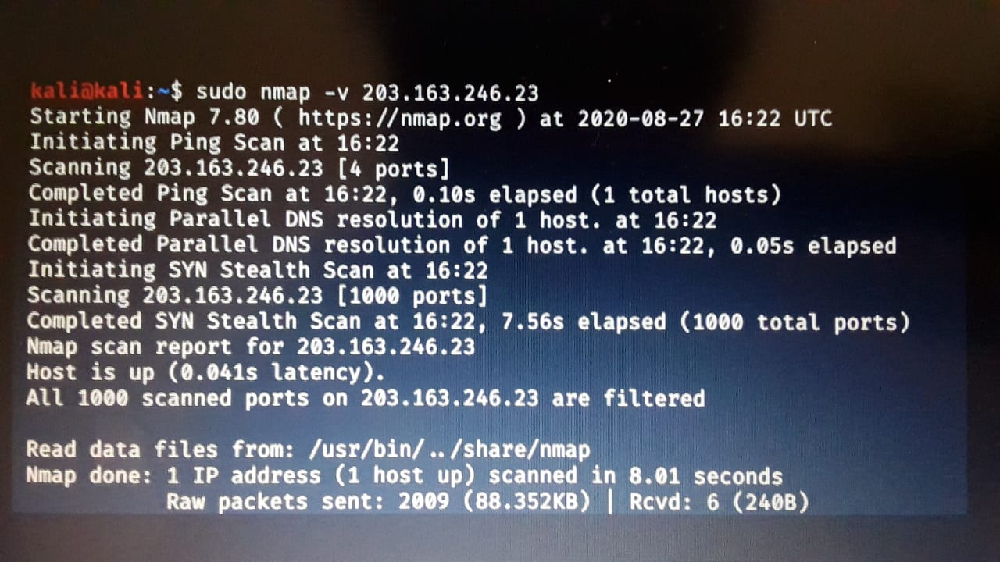 kali@kali:~$ sudo nmap -v 203.163.246.23
Starting Nmap 7.80 ( https://nmap.org ) at 2020-08-27 16:22 UTC
Initiating Ping Scan at 16:22
Scanning 203.163.246.23 [4 ports]
Completed Ping Scan at 16:22, 0.10s elapsed (1 total hosts)
Initiating Parallel DNS resolution of 1 host. at 16:22
Completed Parallel DNS resolution of 1 host. at 16:22, 0.05s elapsed
Initiating SYN Stealth Scan at 16:22
Scanning 203.163.246.23 [1000 ports]
Completed SYN Stealth Scan at 16:22, 7.56s elapsed (1000 total ports)
Nmap scan report for 203.163.246.23
Host is up (0.041s latency).
All 1000 scanned ports on 203.163.246.23 are filtered
Read data files from: /usr/bin/../share/nmap
Nmap done: 1 IP address (1 host up) scanned in 8.01 seconds
Raw packets sent: 2009 (88.352KB) | Rcvd: 6 (240B)